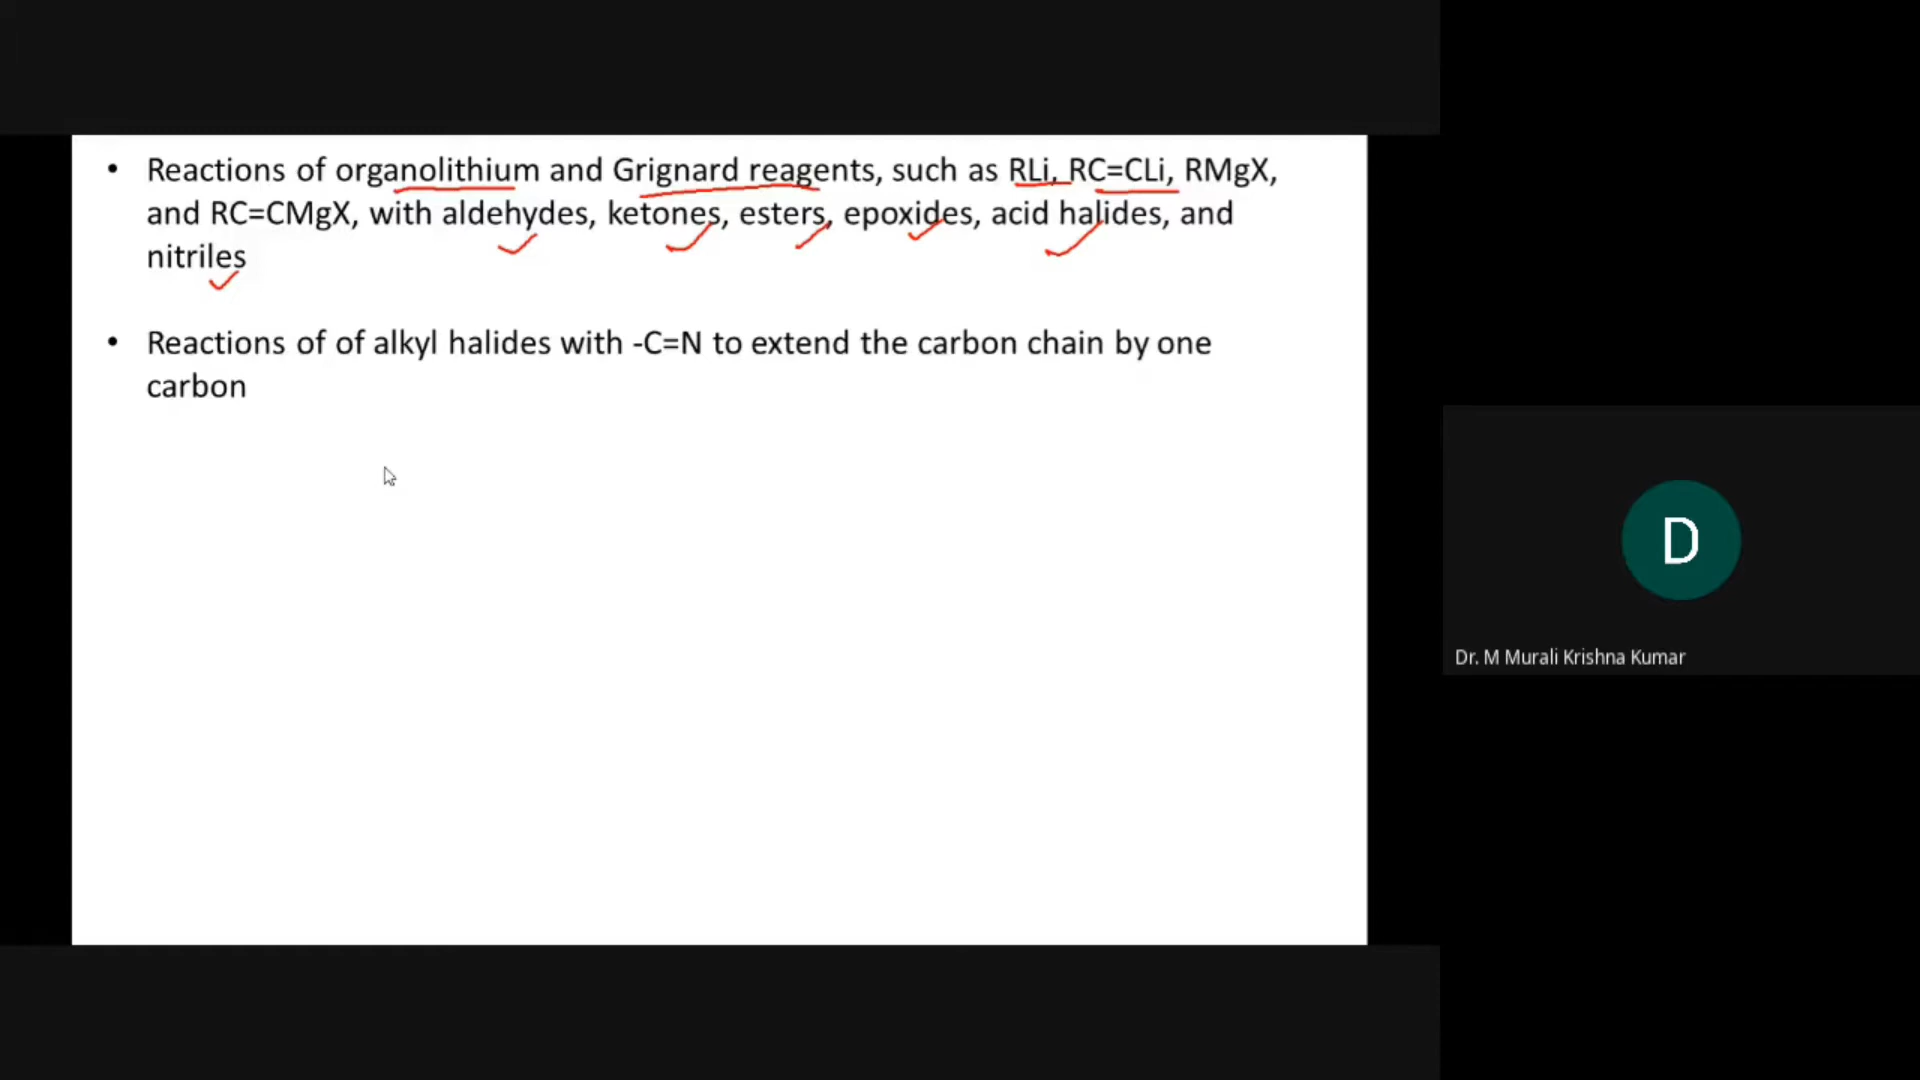 • Reactions of organolithium and Grignard reagents, such as RLi, RC=CLi, RMgX,
and RC=CMgX, with aldehydes, ketones, esters, epoxides, acid halides, and
nitriles
• Reactions of of alkyl halides with -C=N to extend the carbon chain by one
carbon
D
Dr. M Murali Krishna Kumar